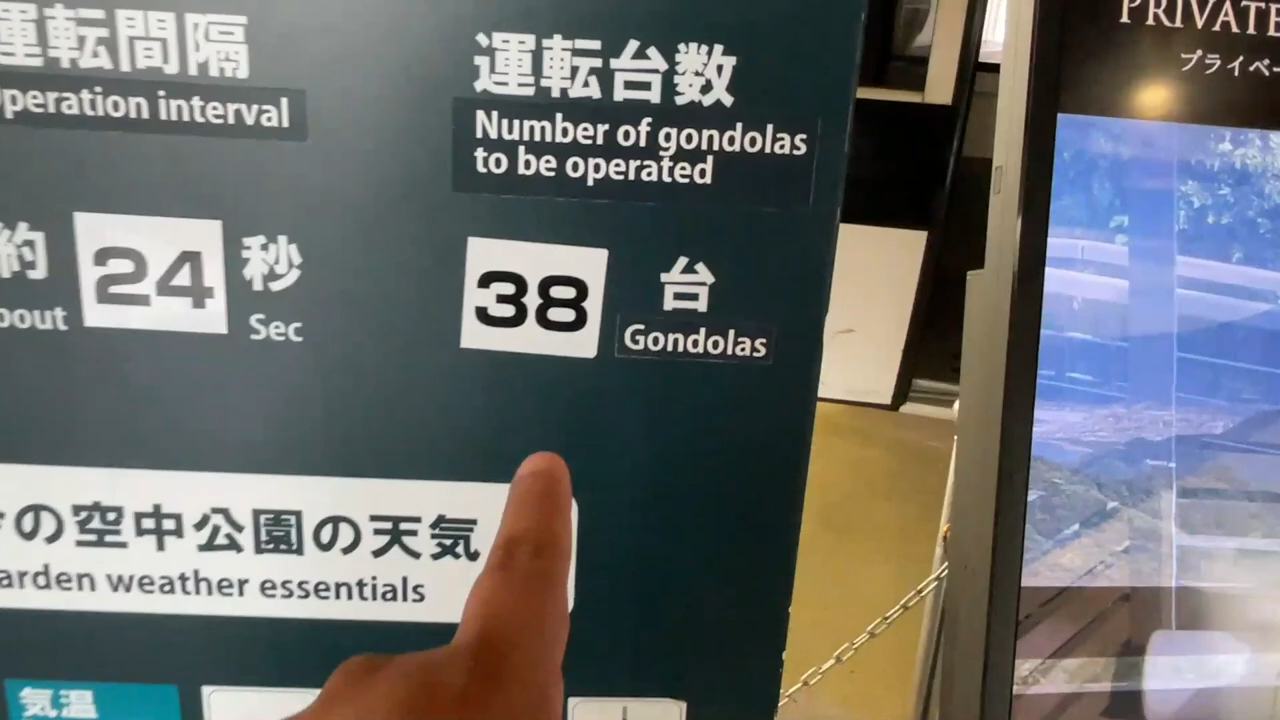 運転間隔
Operation interval
運転台数
Number of gondolas
to be operated
約 24 秒
Sec
38 台
Gondolas
の空中公園の天気
weather essentials
気温
PRIVATE
プライベー